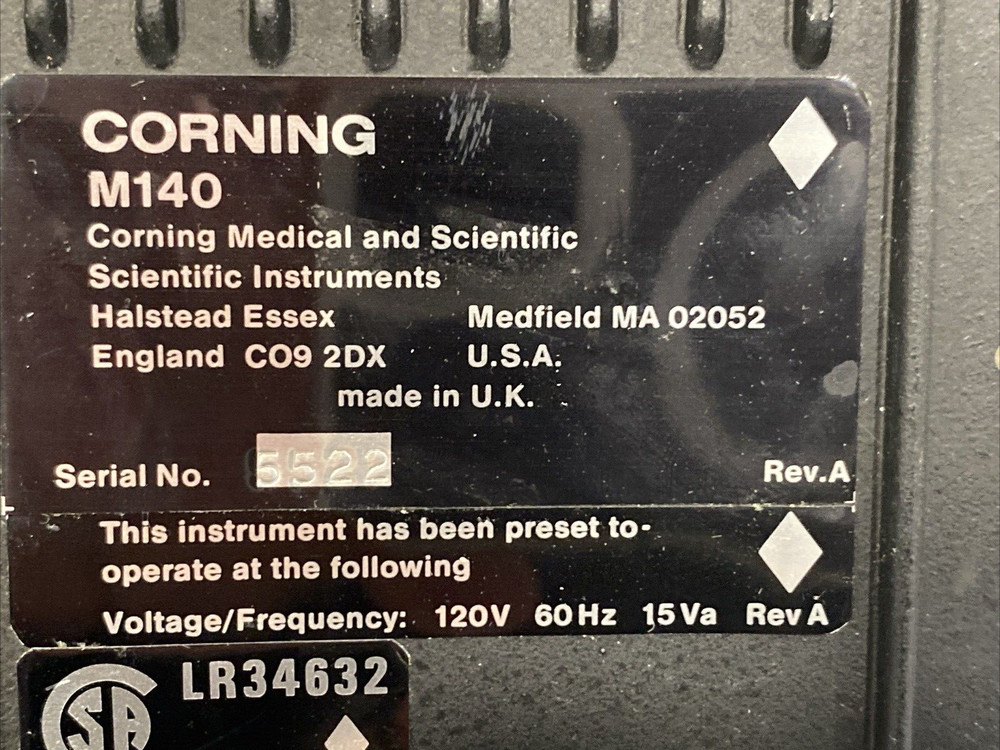 CORNING
M140
Corning Medical and Scientific
Scientific Instruments
Halstead Essex Medfield MA 02052
England CO9 2DX U.S.A.
made in U.K.
Serial No. 5522 Rev.A
This instrument has been preset to-
operate at the following
Voltage/Frequency: 120V 60Hz 15Va Rev A
LR34632
SA